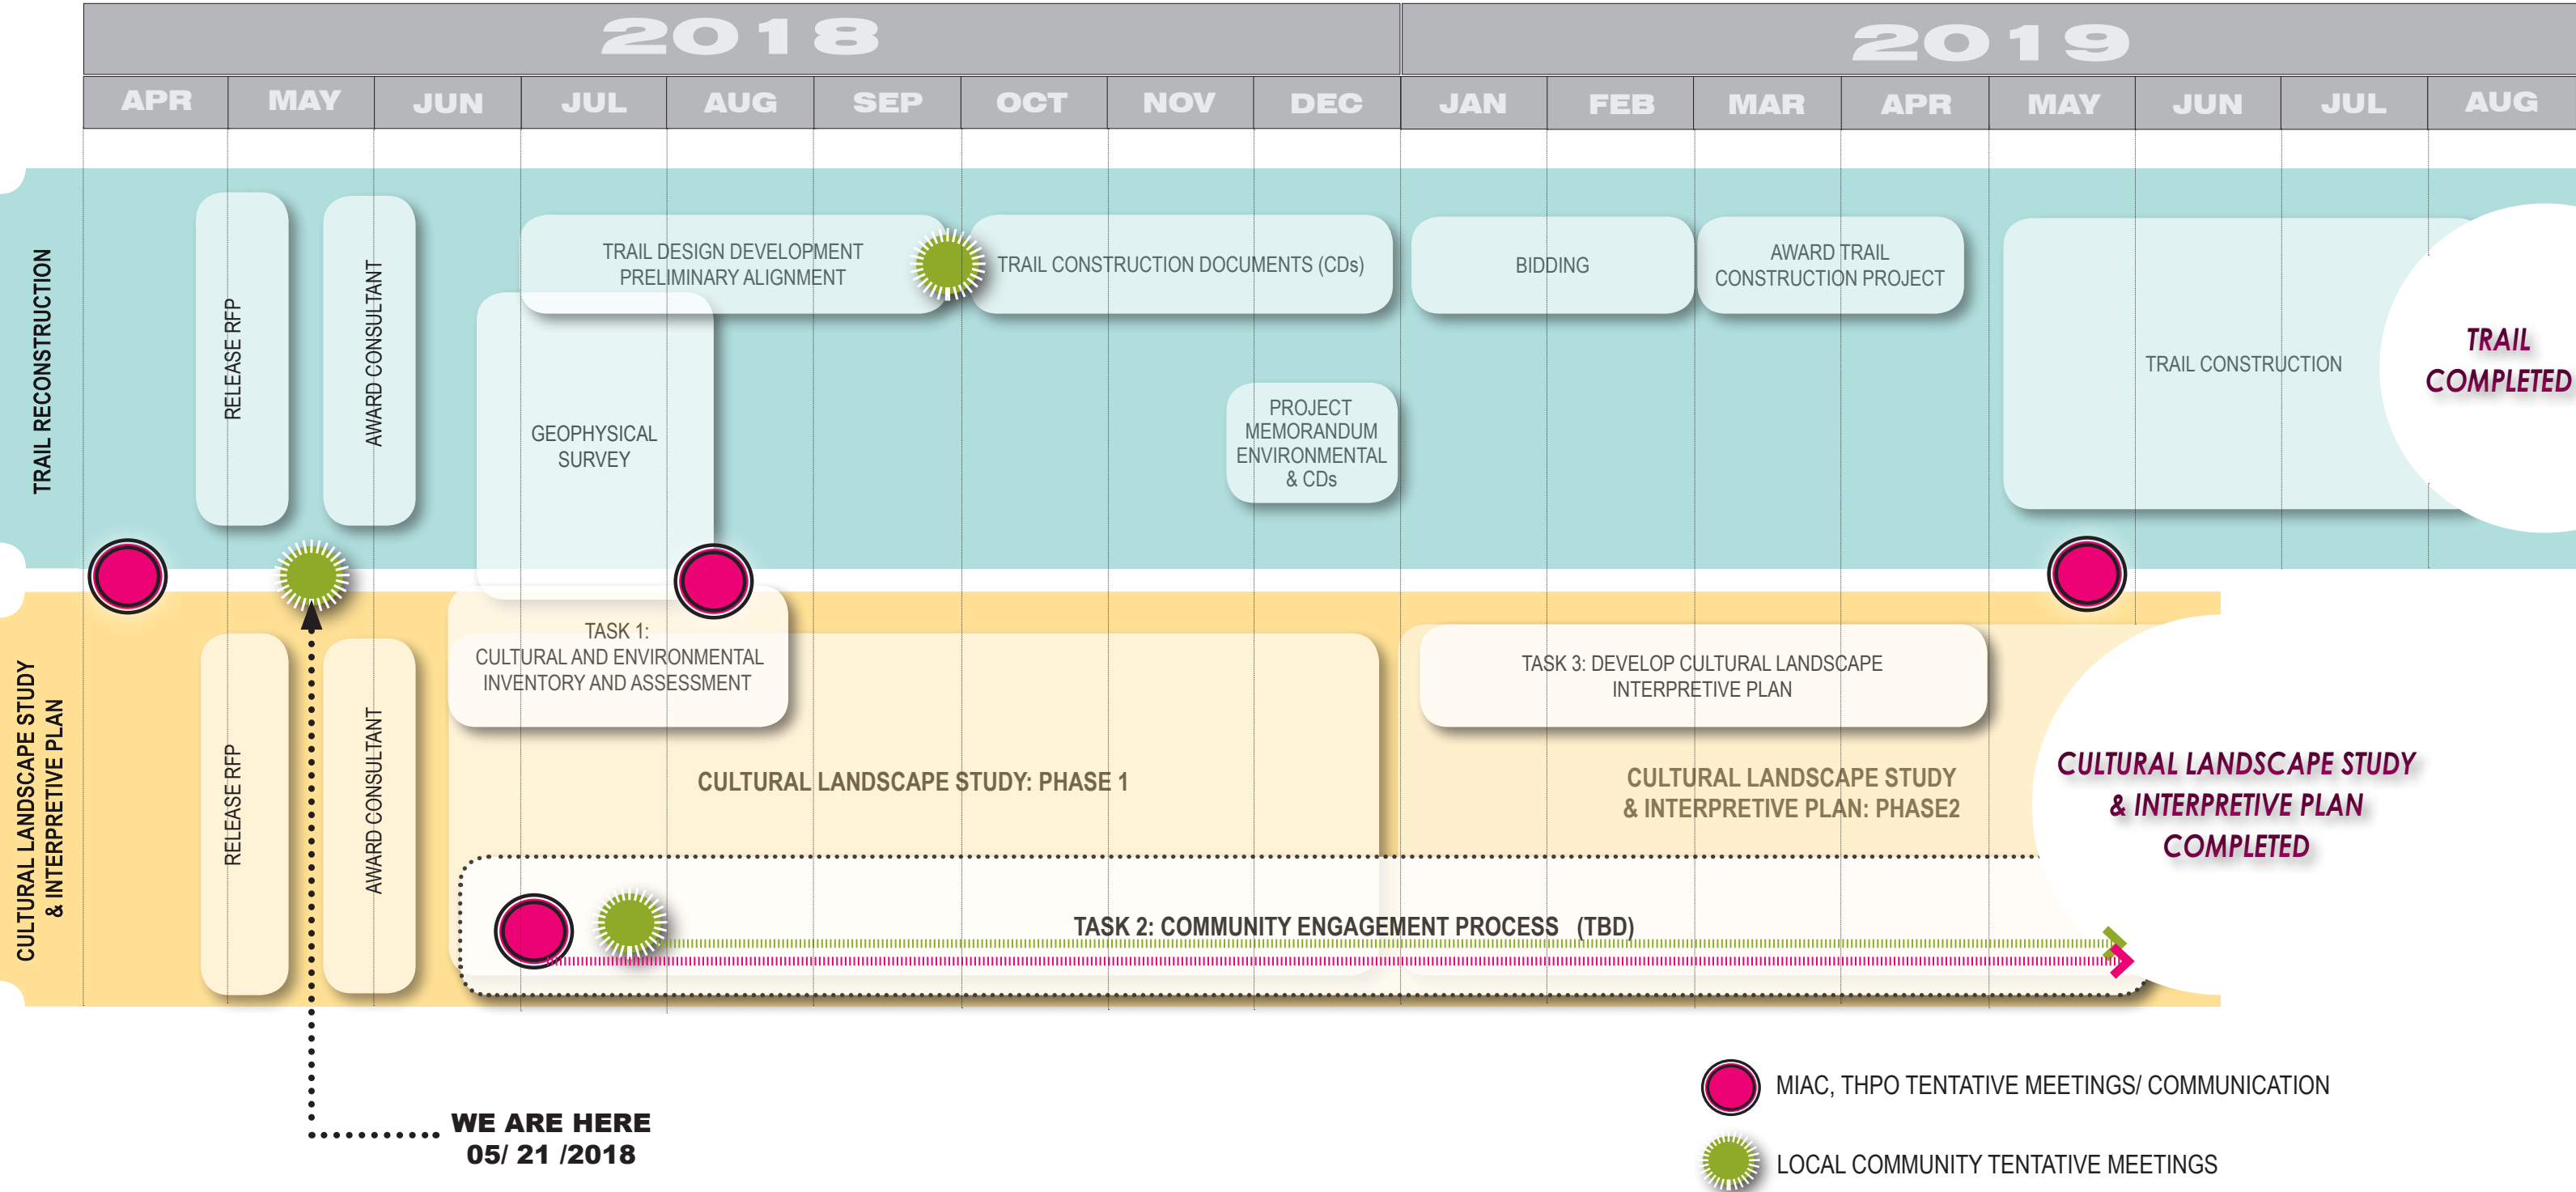 2018
2019
APR
MAY
JUN
JUL
AUG
SEP
OCT
NOV
DEC
JAN
FEB
MAR
APR
MAY
JUN
JUL
AUG
TRAIL RECONSTRUCTION
RELEASE RFP
AWARD CONSULTANT
TRAIL DESIGN DEVELOPMENT
PRELIMINARY ALIGNMENT
TRAIL CONSTRUCTION DOCUMENTS (CDs)
BIDDING
AWARD TRAIL
CONSTRUCTION PROJECT
GEOPHYSICAL
SURVEY
PROJECT
MEMORANDUM
ENVIRONMENTAL
& CDs
TRAIL CONSTRUCTION
TRAIL
COMPLETED
CULTURAL LANDSCAPE STUDY
& INTERPRETIVE PLAN
RELEASE RFP
AWARD CONSULTANT
TASK 1:
CULTURAL AND ENVIRONMENTAL
INVENTORY AND ASSESSMENT
TASK 3: DEVELOP CULTURAL LANDSCAPE
INTERPRETIVE PLAN
CULTURAL LANDSCAPE STUDY: PHASE 1
CULTURAL LANDSCAPE STUDY
& INTERPRETIVE PLAN: PHASE2
CULTURAL LANDSCAPE STUDY
& INTERPRETIVE PLAN
COMPLETED
TASK 2: COMMUNITY ENGAGEMENT PROCESS (TBD)
WE ARE HERE
05/ 21 /2018
MIAC, THPO TENTATIVE MEETINGS/ COMMUNICATION
LOCAL COMMUNITY TENTATIVE MEETINGS